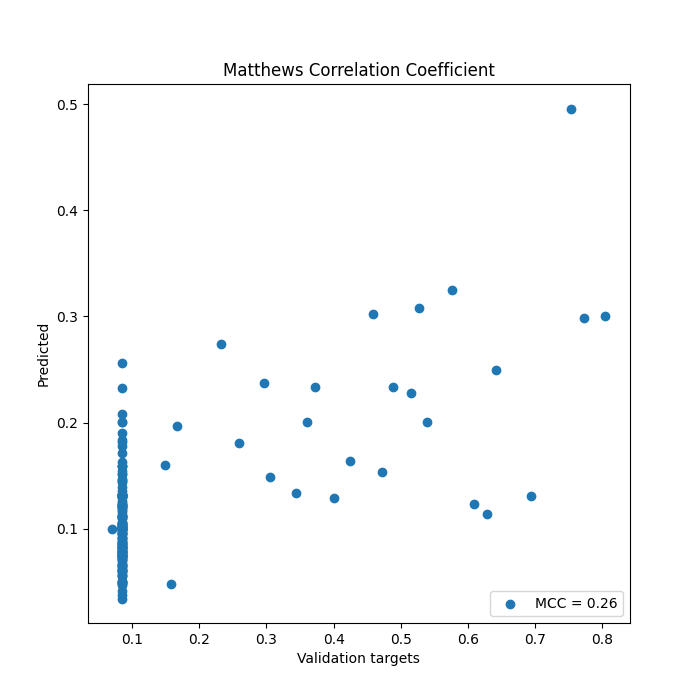 Matthews Correlation Coefficient
Predicted
0.5
0.4
0.3
0.2
0.1
MCC = 0.26
0.1 0.2 0.3 0.4 0.5 0.6 0.7 0.8
Validation targets